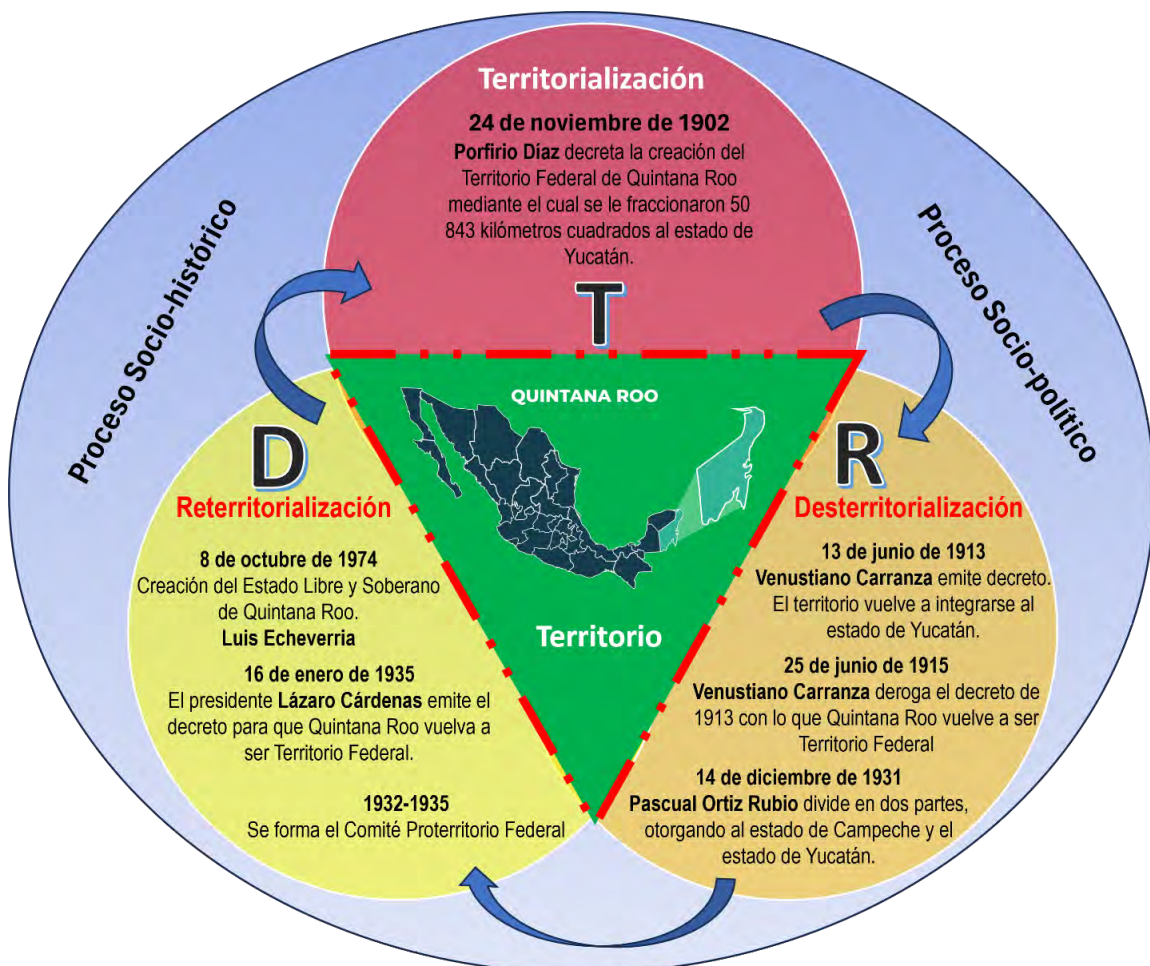 Territorialización
24 de noviembre de 1902
Porfirio Díaz decreta la creación del
Territorio Federal de Quintana Roo
mediante el cual se le fraccionaron 50
843 kilómetros cuadrados al estado de
Yucatán.
T
Proceso Socio-histórico
Proceso Socio-político
QUINTANA ROO
Territorio
R
Desterritorialización
13 de junio de 1913
Venustiano Carranza emite decreto.
El territorio vuelve a integrarse al
estado de Yucatán.
25 de junio de 1915
Venustiano Carranza deroga el decreto de
1913 con lo que Quintana Roo vuelve a ser
Territorio Federal
14 de diciembre de 1931
Pascual Ortiz Rubio divide en dos partes,
otorgando al estado de Campeche y el
estado de Yucatán.
D
Reterritorialización
8 de octubre de 1974
Creación del Estado Libre y Soberano
de Quintana Roo.
Luis Echeverria
16 de enero de 1935
El presidente Lázaro Cárdenas emite el
decreto para que Quintana Roo vuelva a
ser Territorio Federal.
1932-1935
Se forma el Comité Proterritorio Federal